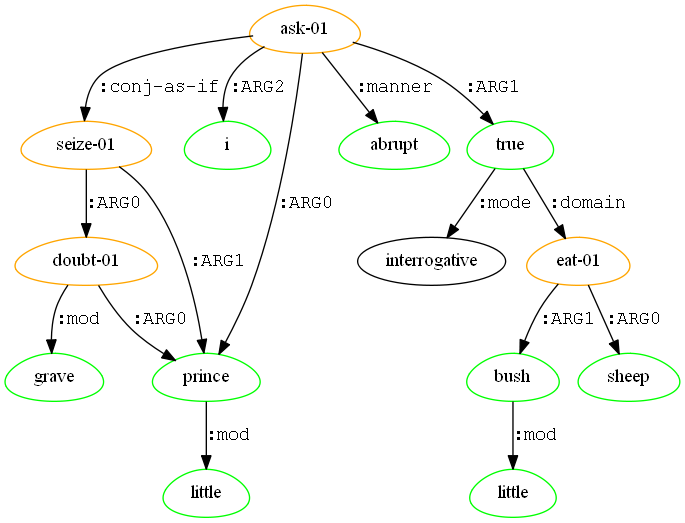 ask-01
:conj-as-if :ARG2 :manner :ARG1
seize-01 i abrupt true
:ARG0 :ARG0 :mode :domain
:ARG1
doubt-01 interrogative eat-01
:mod :ARG0 :ARG1 :ARG0
grave prince bush sheep
:mod :mod
little little